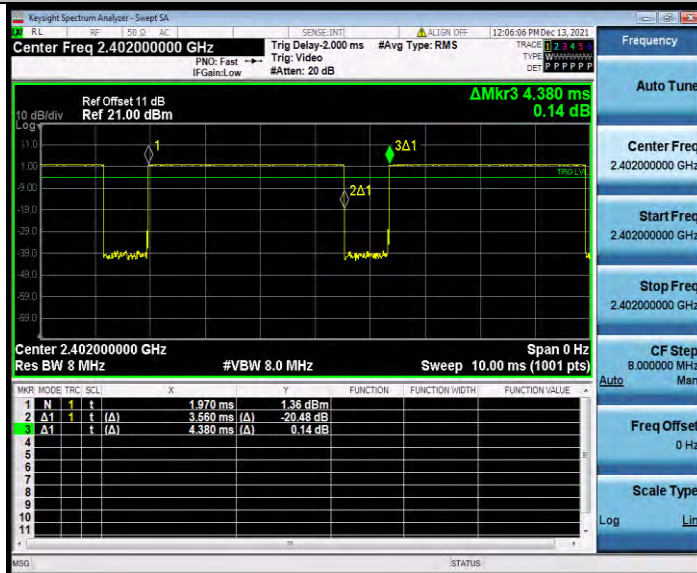 Keysight Spectrum Analyzer - Swept SA
RL RF 50 Ω AC SENSE:INT ALIGN OFF 12:06:06 PM Dec 13, 2021
Center Freq 2.402000000 GHz
PNO: Fast
IFGain:Low
Trig Delay-2.000 ms
Trig: Video
#Atten: 20 dB
#Avg Type: RMS
TRACE 1 2 3 4 5 6
TYPE WWWWWW
DET P P P P P P
Ref Offset 11 dB
10 dB/div Ref 21.00 dBm
Log
ΔMkr3 4.380 ms
0.14 dB
11.0
1.00
-9.00
-19.0
-29.0
-39.0
-49.0
-59.0
-69.0
1
3Δ1
TRIG LVL
2Δ1
Center 2.402000000 GHz Span 0 Hz
Res BW 8 MHz #VBW 8.0 MHz Sweep 10.00 ms (1001 pts)
MKR MODE TRC SCL X Y FUNCTION FUNCTION WIDTH FUNCTION VALUE
1 N 1 t 1.970 ms 1.36 dBm
2 Δ1 1 t (Δ) 3.560 ms (Δ) -20.48 dB
3 Δ1 t (Δ) 4.380 ms (Δ) 0.14 dB
4
5
6
7
8
9
10
11
MSG STATUS
Frequency
Auto Tune
Center Freq
2.402000000 GHz
Start Freq
2.402000000 GHz
Stop Freq
2.402000000 GHz
CF Step
8.000000 MHz
Auto Man
Freq Offset
0 Hz
Scale Type
Log Lin